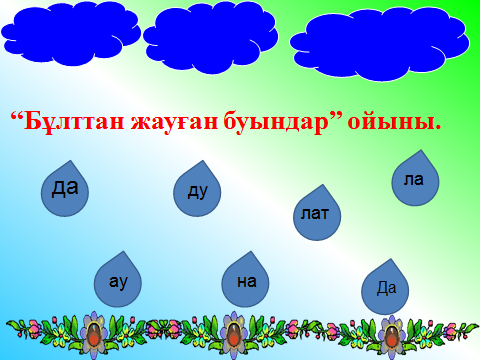 “Бұлттан жауған буындар” ойыны.
да
ду
лат
ла
ау
на
Да